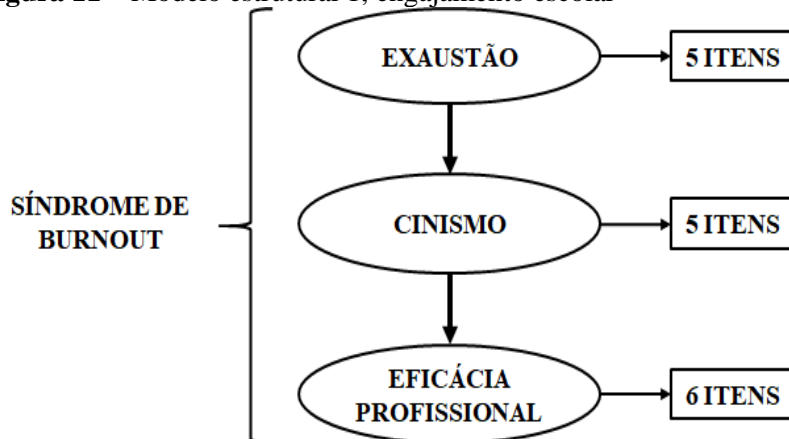 Modelo estrutural 1, engajamento escolar
EXAUSTÃO
5 ITENS
SÍNDROME DE
BURNOUT
CINISMO
5 ITENS
EFICÁCIA
PROFISSIONAL
6 ITENS